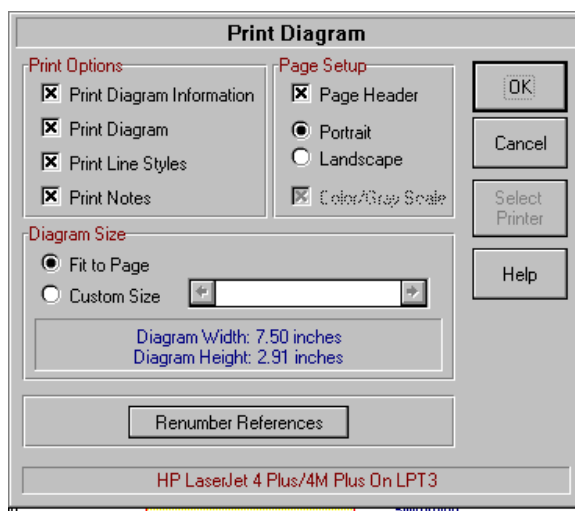 Print Diagram
Print Options
Print Diagram Information
Print Diagram
Print Line Styles
Print Notes
Page Setup
Page Header
Portrait
Landscape
Color/Gray Scale
OK
Cancel
Select
Printer
Help
Diagram Size
Fit to Page
Custom Size
Diagram Width: 7.50 inches
Diagram Height: 2.91 inches
Renumber References
HP LaserJet 4 Plus/4M Plus On LPT3